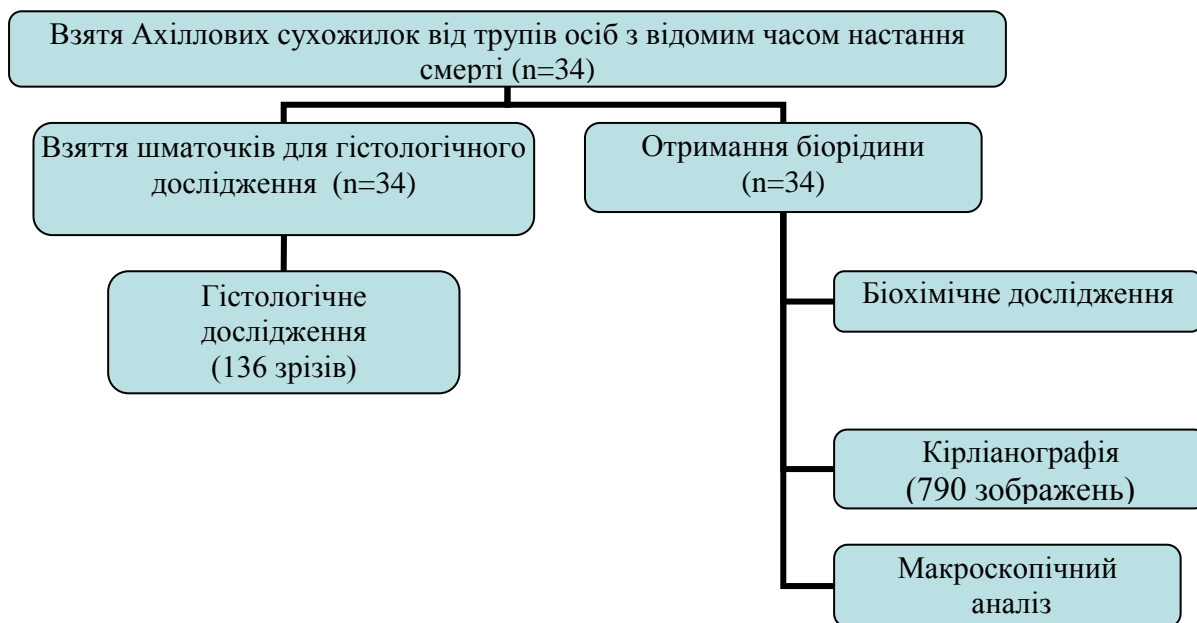 Взятя Ахіллових сухожилок від трупів осіб з відомим часом настання
смерті (n=34)
Взяття шматочків для гістологічного
дослідження (n=34)
Отримання біорідини
(n=34)
Гістологічне
дослідження
(136 зрізів)
Біохімічне дослідження
Кірліанографія
(790 зображень)
Макроскопічний
аналіз